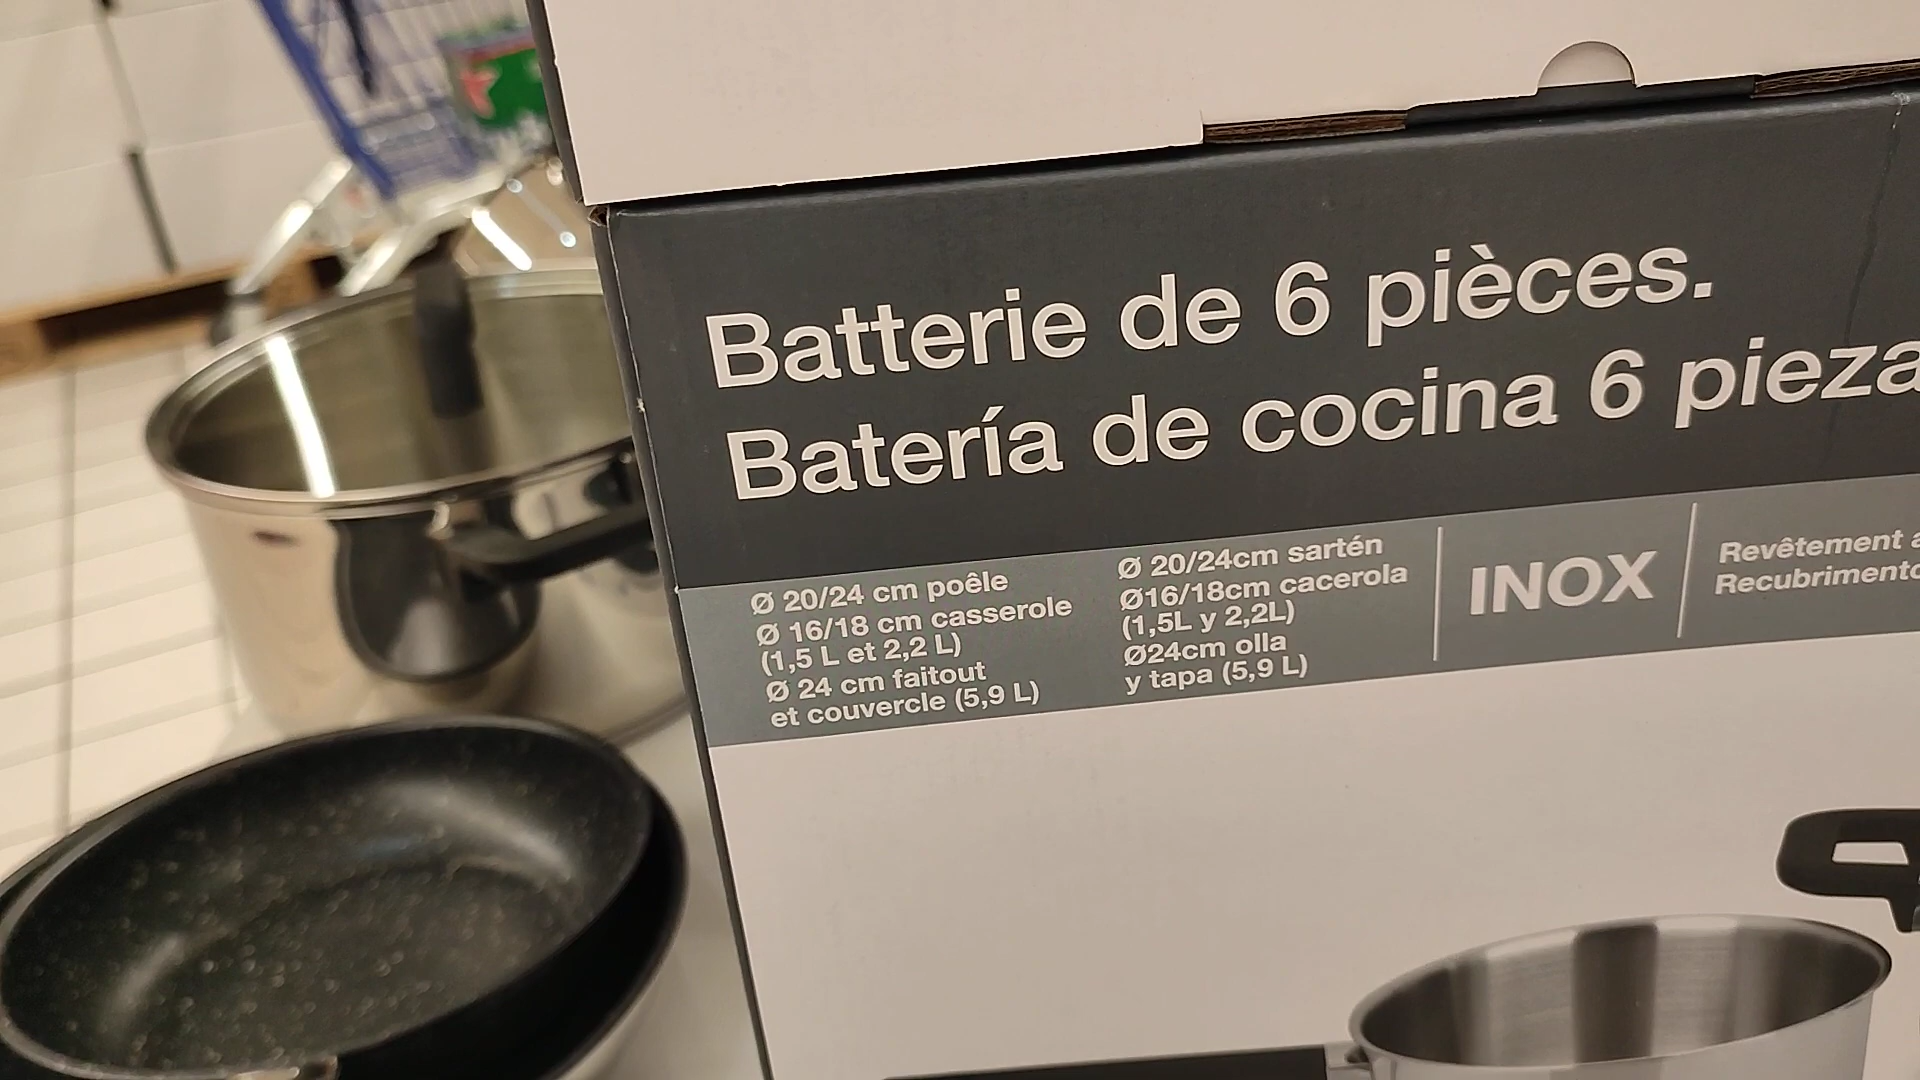 Batterie de 6 pièces.
Batería de cocina 6 pieza
Ø 20/24 cm poêle
Ø 16/18 cm casserole
(1,5 L et 2,2 L)
Ø 24 cm faitout
et couvercle (5,9 L)
Ø 20/24cm sartén
Ø16/18cm cacerola
(1,5L y 2,2L)
Ø24cm olla
y tapa (5,9 L)
INOX
Revêtement a
Recubrimento